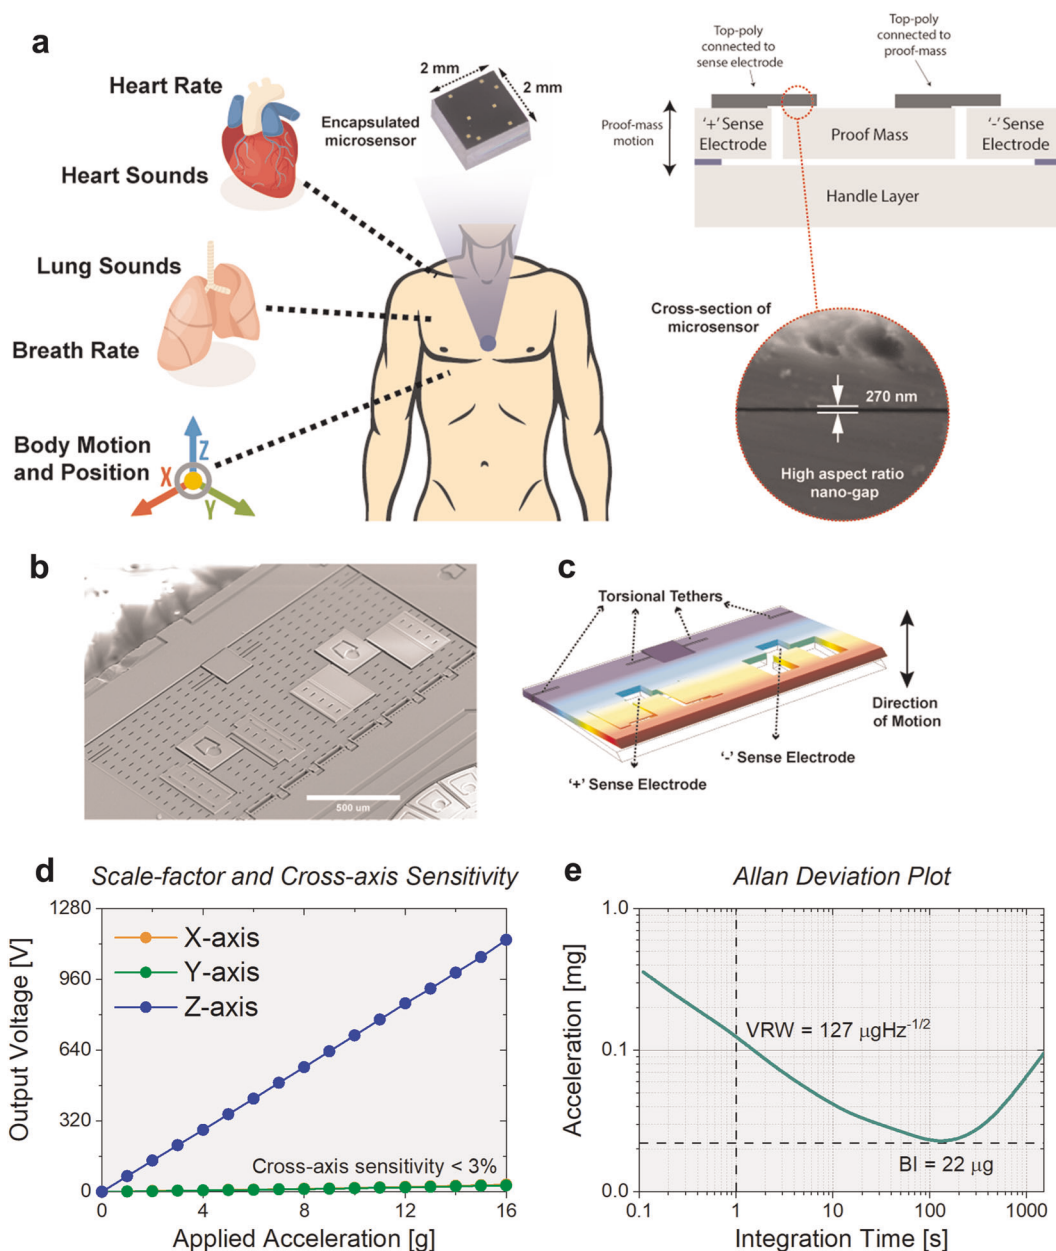 a
Heart Rate
Heart Sounds
Lung Sounds
Breath Rate
Body Motion
and Position
Z
X
Y
2 mm
2 mm
Encapsulated
microsensor
Top-poly
connected to
sense electrode
Top-poly
connected to
proof-mass
Proof-mass
motion
'+' Sense
Electrode
Proof Mass
'-' Sense
Electrode
Handle Layer
Cross-section of
microsensor
270 nm
High aspect ratio
nano-gap
b
500 um
c
Torsional Tethers
Direction
of Motion
'-' Sense Electrode
'+' Sense Electrode
d
Scale-factor and Cross-axis Sensitivity
Output Voltage [V]
1280
960
640
320
0
X-axis
Y-axis
Z-axis
Cross-axis sensitivity < 3%
0 4 8 12 16
Applied Acceleration [g]
e
Allan Deviation Plot
Acceleration [mg]
1.0
0.1
0.0
VRW = 127 µgHz-1/2
BI = 22 µg
0.1 1 10 100 1000
Integration Time [s]